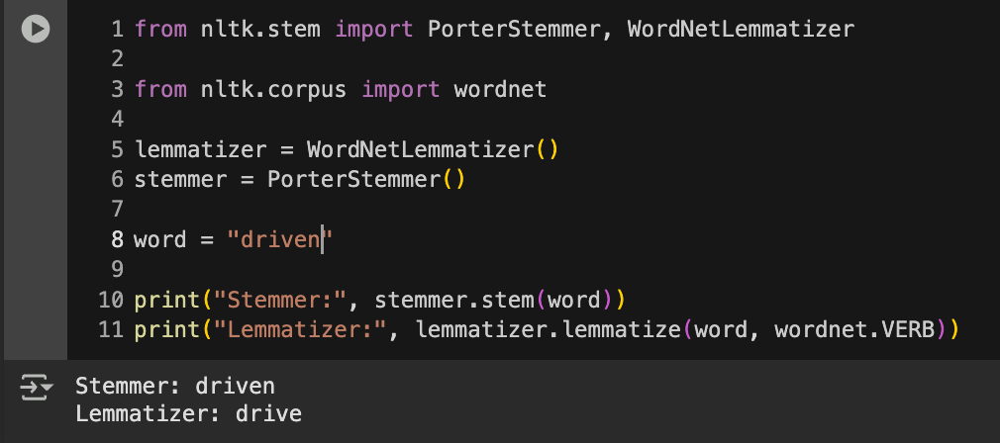 1 from nltk.stem import PorterStemmer, WordNetLemmatizer
2
3 from nltk.corpus import wordnet
4
5 lemmatizer = WordNetLemmatizer()
6 stemmer = PorterStemmer()
7
8 word = "driven"
9
10 print("Stemmer:", stemmer.stem(word))
11 print("Lemmatizer:", lemmatizer.lemmatize(word, wordnet.VERB))
Stemmer: driven
Lemmatizer: drive